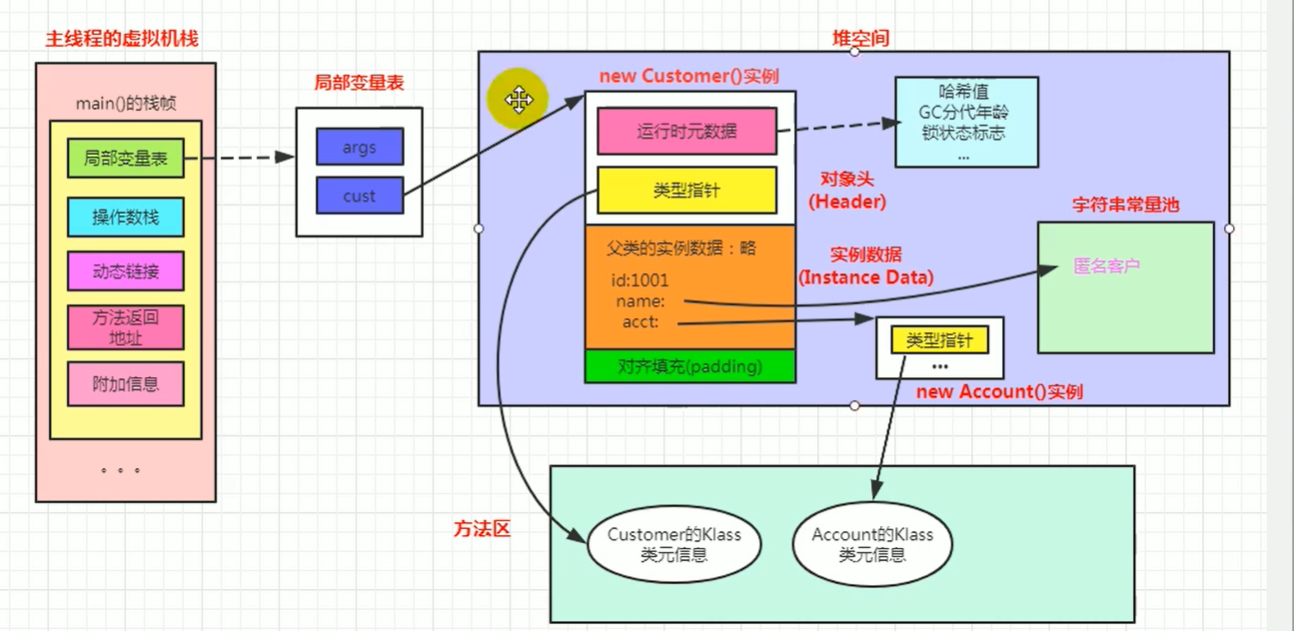 主线程的虚拟机栈
main()的栈帧
局部变量表
操作数栈
动态链接
方法返回
地址
附加信息
。。。
局部变量表
args
cust
堆空间
new Customer()实例
运行时元数据
类型指针
哈希值
GC分代年龄
锁状态标志
...
对象头
(Header)
父类的实例数据：略
id:1001
name:
acct:
实例数据
(Instance Data)
对齐填充(padding)
字符串常量池
匿名客户
类型指针
...
new Account()实例
方法区
Customer的Klass
类元信息
Account的Klass
类元信息